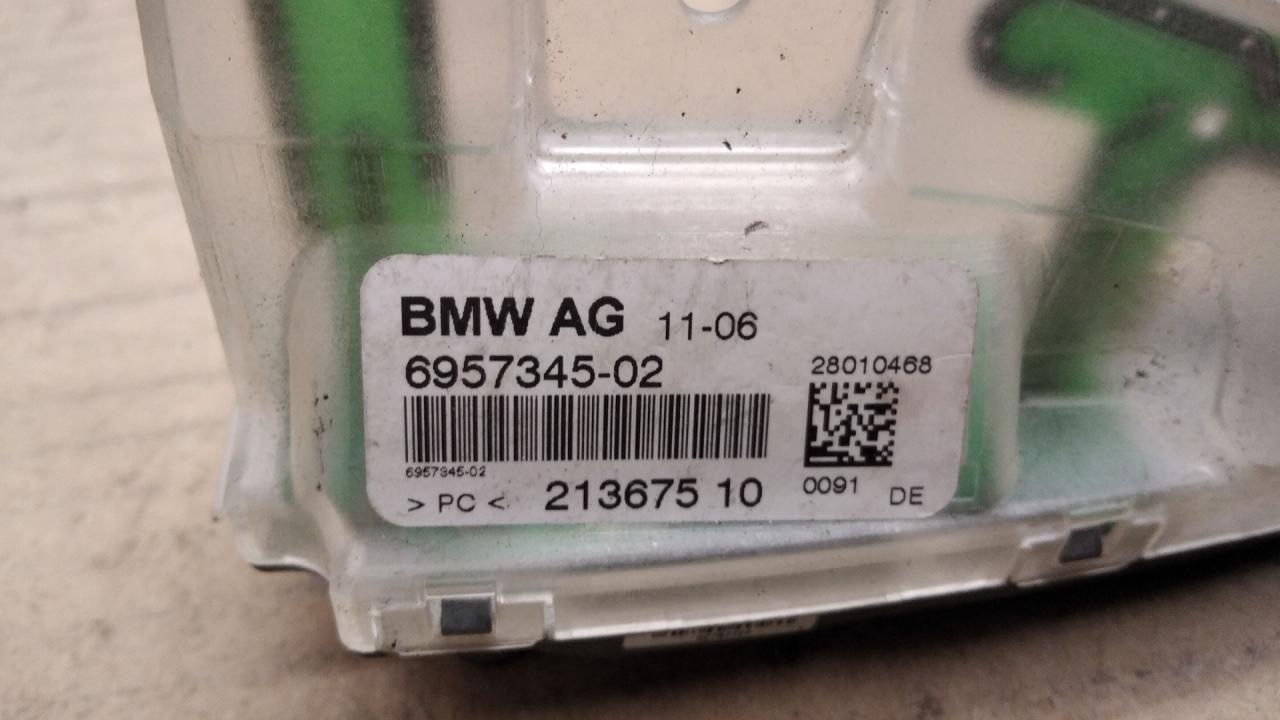 BMW AG 11-06
6957345-02
28010468
6957345-02
0091
DE
> PC < 213675 10